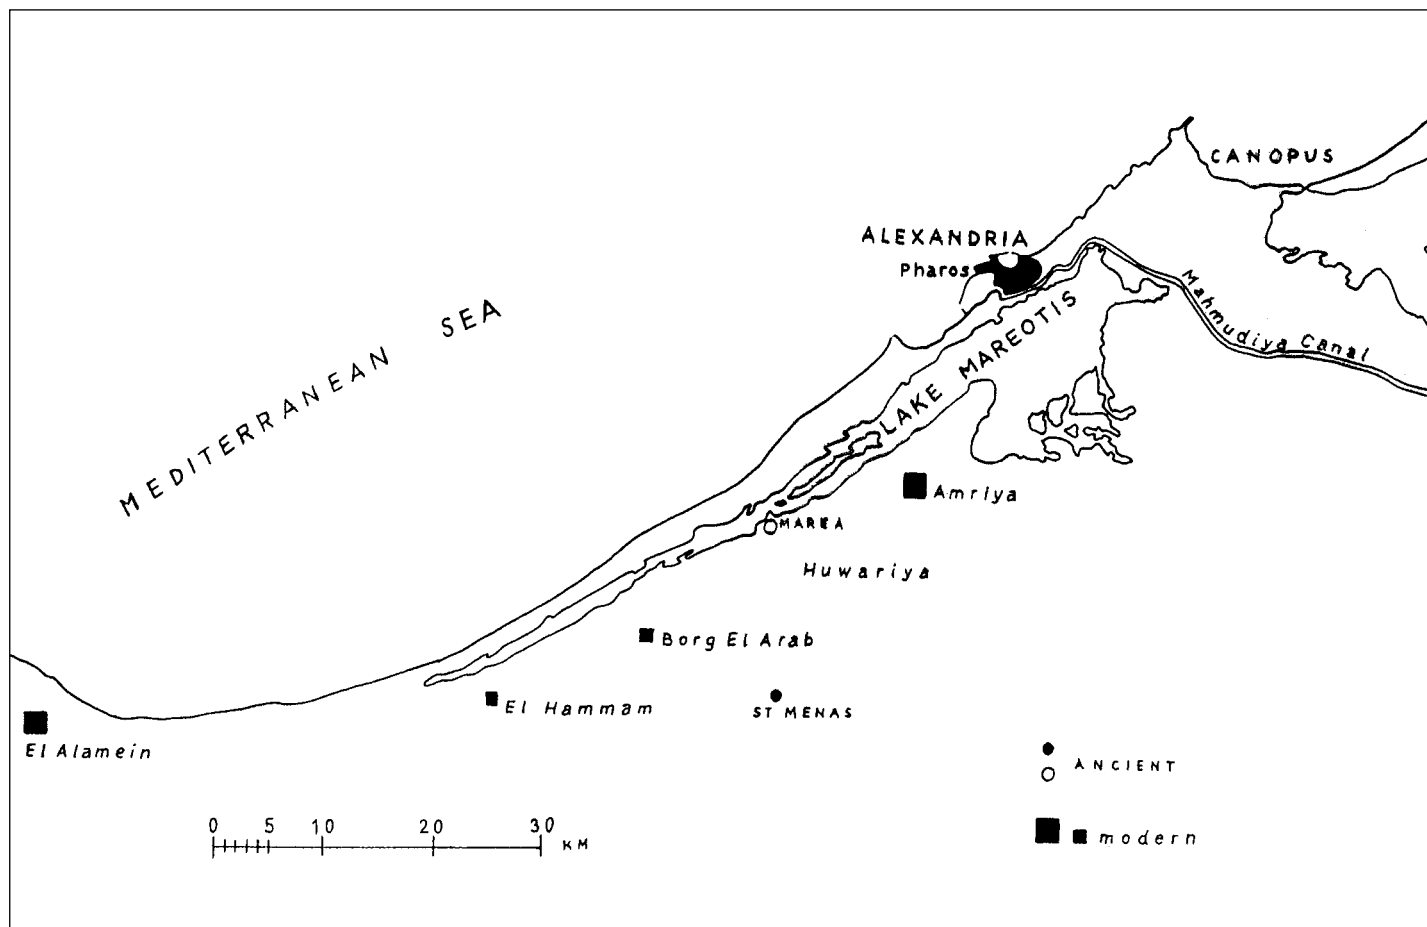 CANOPUS
ALEXANDRIA
Pharos
Mahmudiya Canal
MEDITERRANEAN SEA
LAKE MAREOTIS
Amriya
MAREA
Huwariya
Borg El Arab
El Hammam
ST MENAS
El Alamein
ANCIENT
0 5 10 20 30 KM
modern